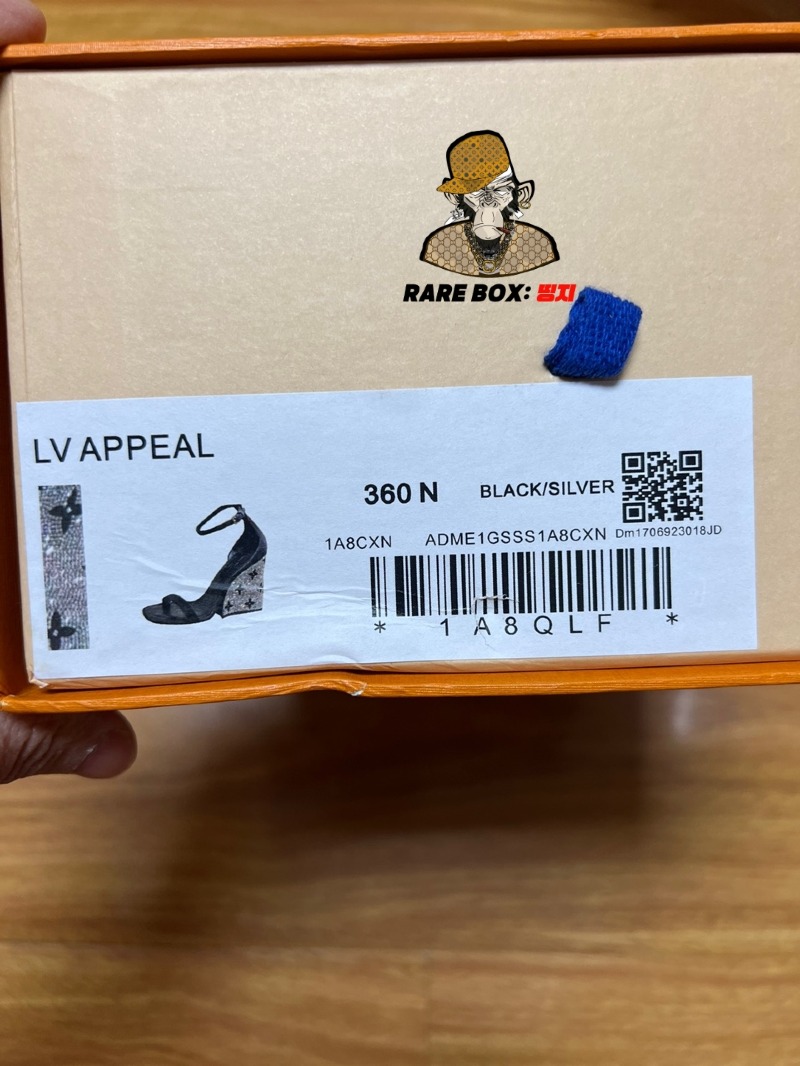 RARE BOX: 띵지
LV APPEAL
360 N
BLACK/SILVER
1A8CXN
ADME1GSSS1A8CXN
Dm1706923018JD
* 1A8QLF *